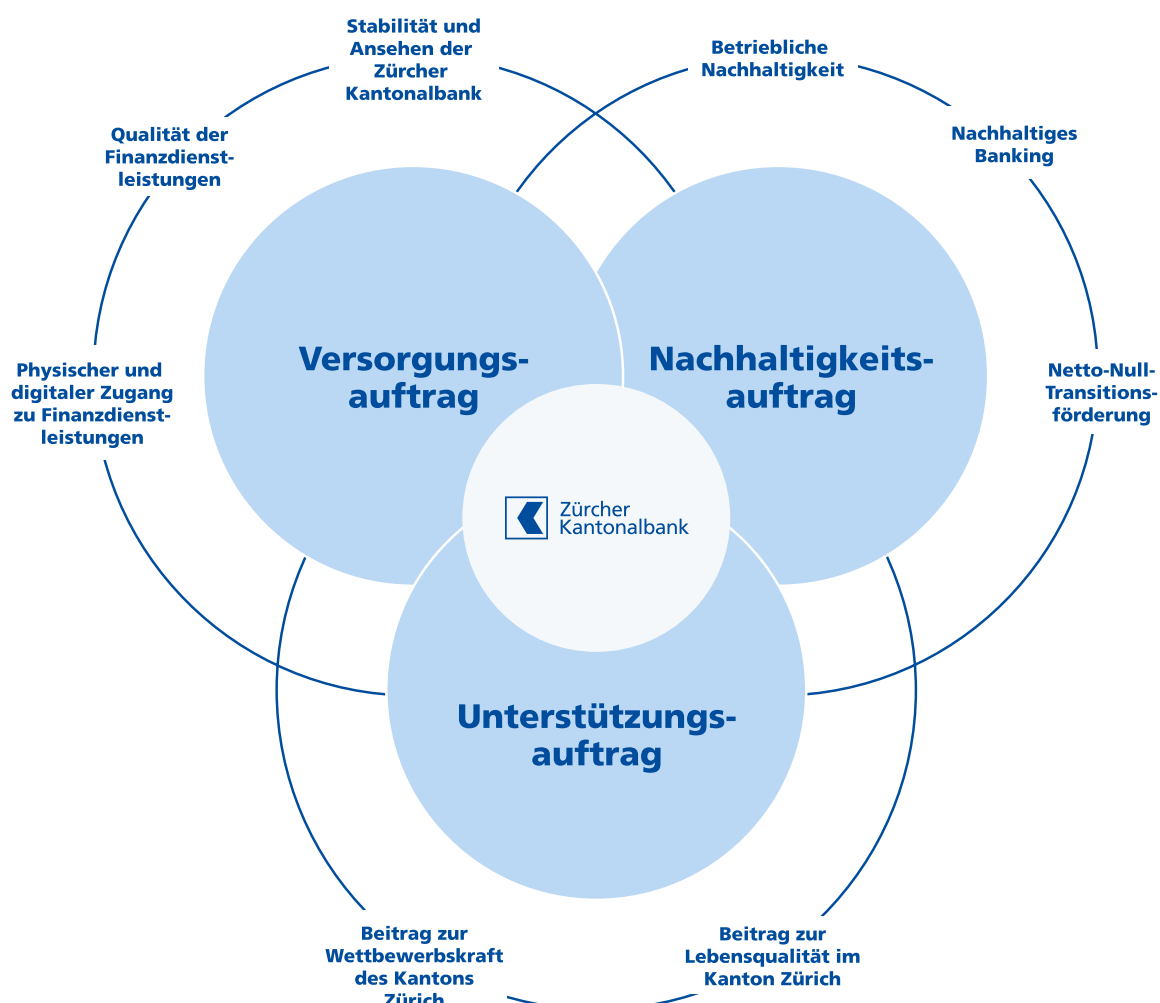 Stabilität und
Ansehen der
Zürcher
Kantonalbank
Betriebliche
Nachhaltigkeit
Qualität der
Finanzdienst-
leistungen
Nachhaltiges
Banking
Versorgungs-
auftrag
Nachhaltigkeits-
auftrag
Physischer und
digitaler Zugang
zu Finanzdienst-
leistungen
Netto-Null-
Transitions-
förderung
Zürcher
Kantonalbank
Unterstützungs-
auftrag
Beitrag zur
Wettbewerbskraft
des Kantons
Zürich
Beitrag zur
Lebensqualität im
Kanton Zürich